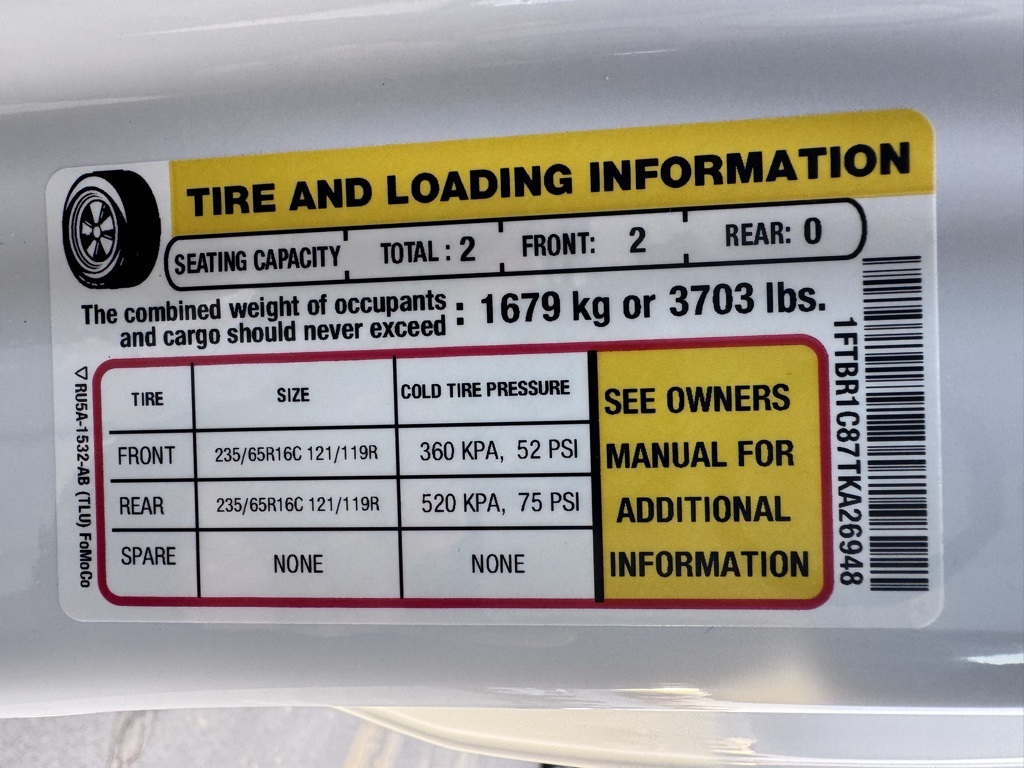 TIRE AND LOADING INFORMATION
SEATING CAPACITY TOTAL : 2 FRONT: 2 REAR: 0
The combined weight of occupants
and cargo should never exceed : 1679 kg or 3703 lbs.
TIRE SIZE COLD TIRE PRESSURE
FRONT 235/65R16C 121/119R 360 KPA, 52 PSI
REAR 235/65R16C 121/119R 520 KPA, 75 PSI
SPARE NONE NONE
SEE OWNERS
MANUAL FOR
ADDITIONAL
INFORMATION
▽RU5A-1532-AB (TLU) FoMoCo
1FTBR1C87TKA26948